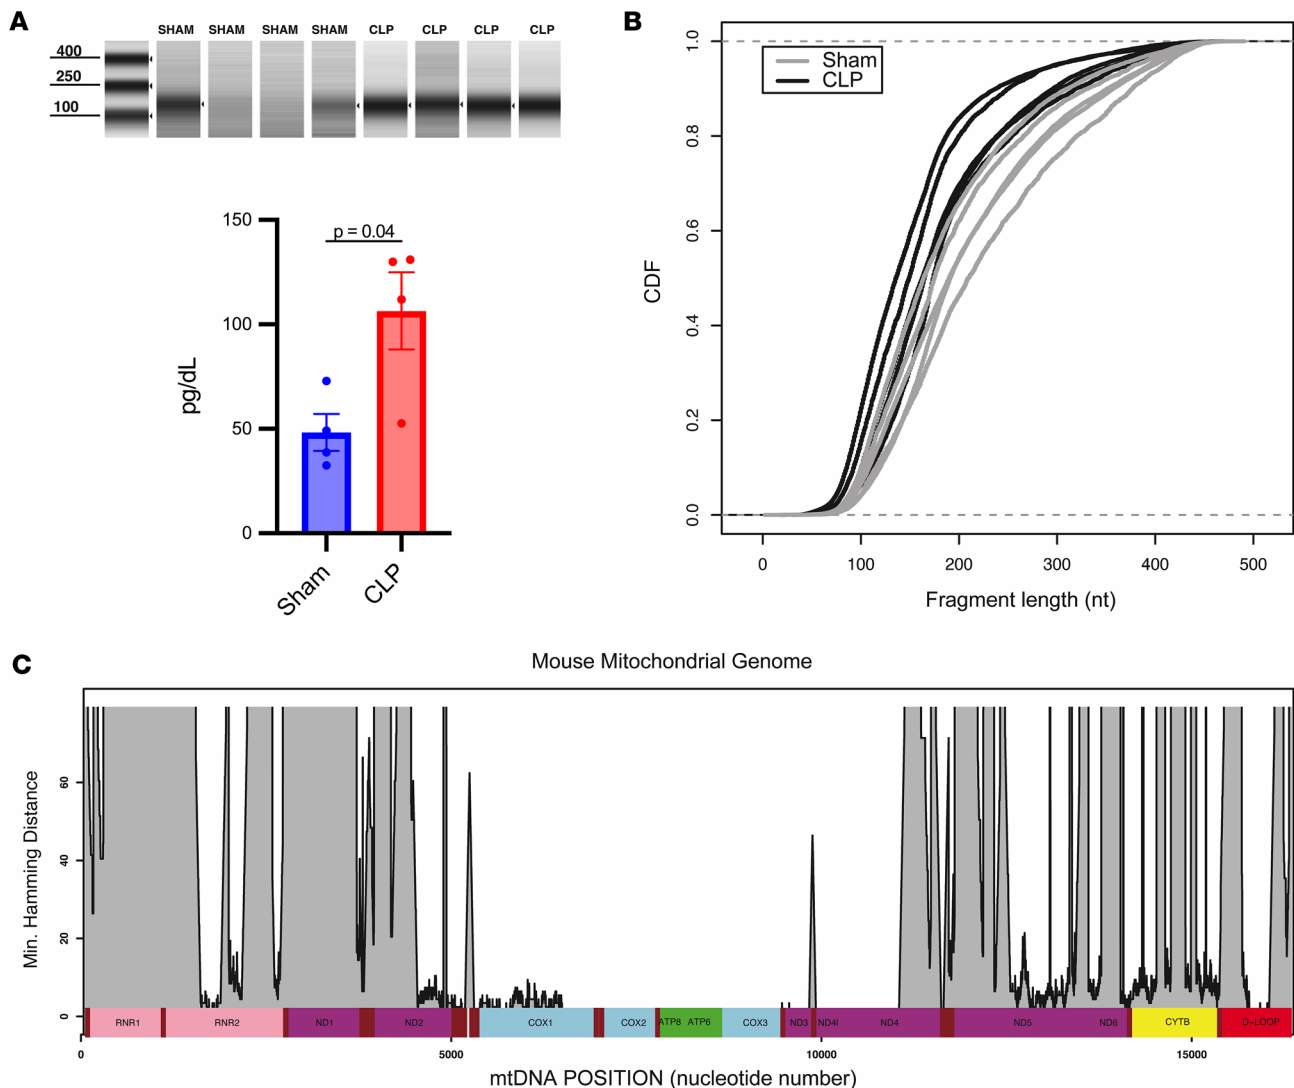 A
SHAM SHAM SHAM SHAM CLP CLP CLP CLP
400
250
100
150
100
50
0
pg/dL
p = 0.04
Sham
CLP
B
1.0
0.8
0.6
0.4
0.2
0.0
CDF
Sham
CLP
0 100 200 300 400 500
Fragment length (nt)
C
Mouse Mitochondrial Genome
60
40
20
0
Min. Hamming Distance
RNR1 RNR2 ND1 ND2 COX1 COX2 ATP8 ATP6 COX3 ND3 ND4l ND4 ND5 ND6 CYTB D-LOOP
0 5000 10000 15000
mtDNA POSITION (nucleotide number)